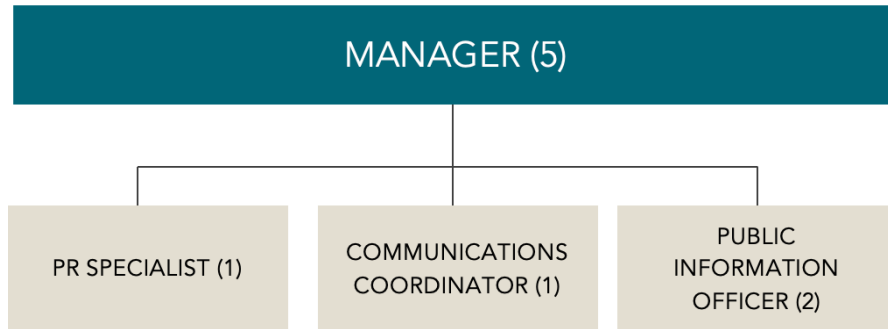 MANAGER (5)
PR SPECIALIST (1)
COMMUNICATIONS
COORDINATOR (1)
PUBLIC
INFORMATION
OFFICER (2)